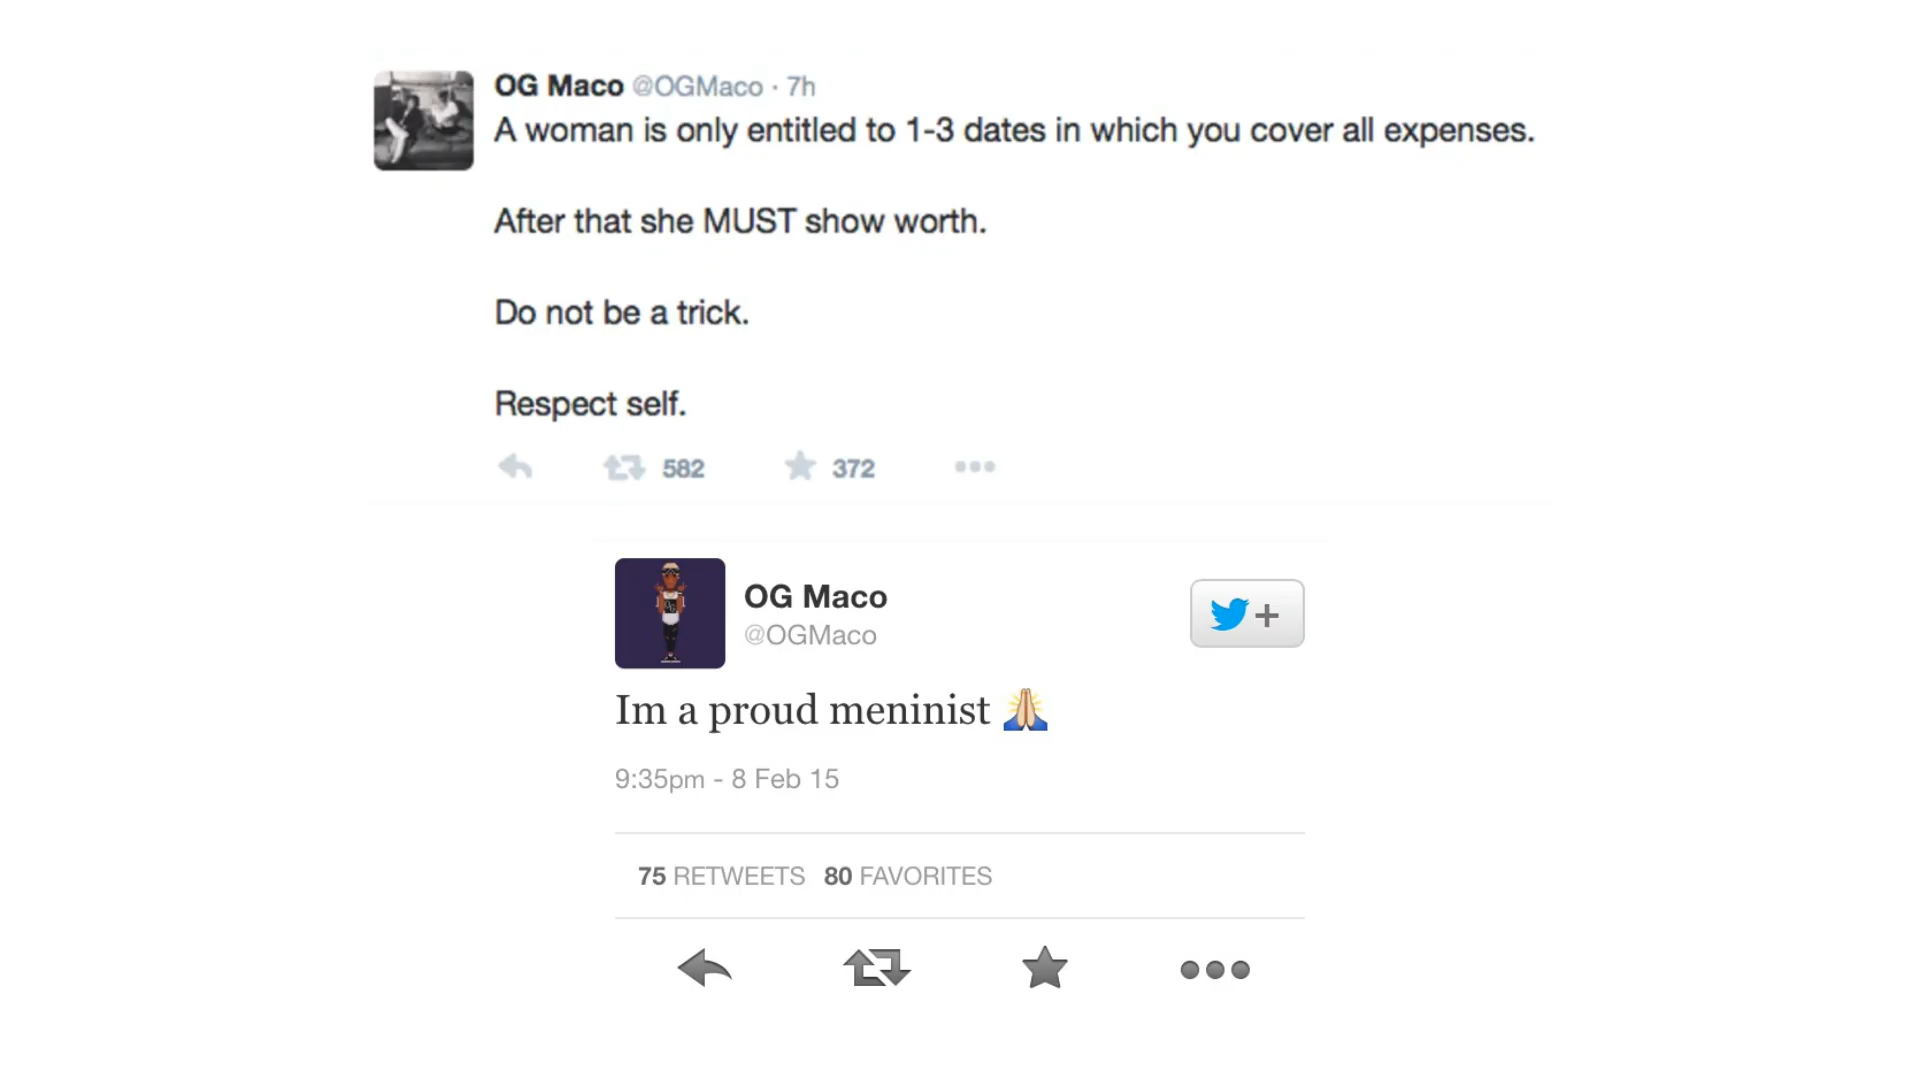 OG Maco @OGMaco · 7h
A woman is only entitled to 1-3 dates in which you cover all expenses.
After that she MUST show worth.
Do not be a trick.
Respect self.
582 372
OG Maco
@OGMaco
Im a proud meninist 🙏
9:35pm - 8 Feb 15
75 RETWEETS 80 FAVORITES